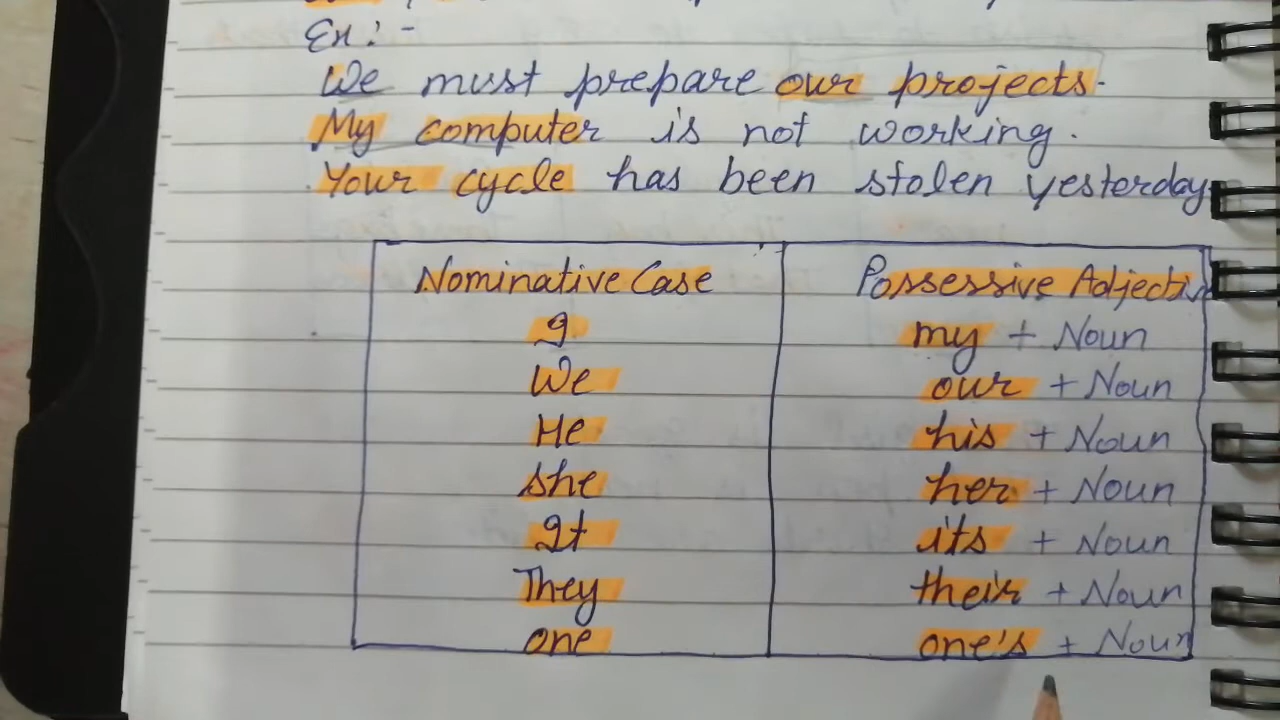 Ex:-
We must prepare our projects.
My computer is not working.
Your cycle has been stolen yesterday.
Nominative Case Possessive Adjectiv
I my + Noun
We our + Noun
He his + Noun
She her + Noun
It its + Noun
They their + Noun
one one's + Noun